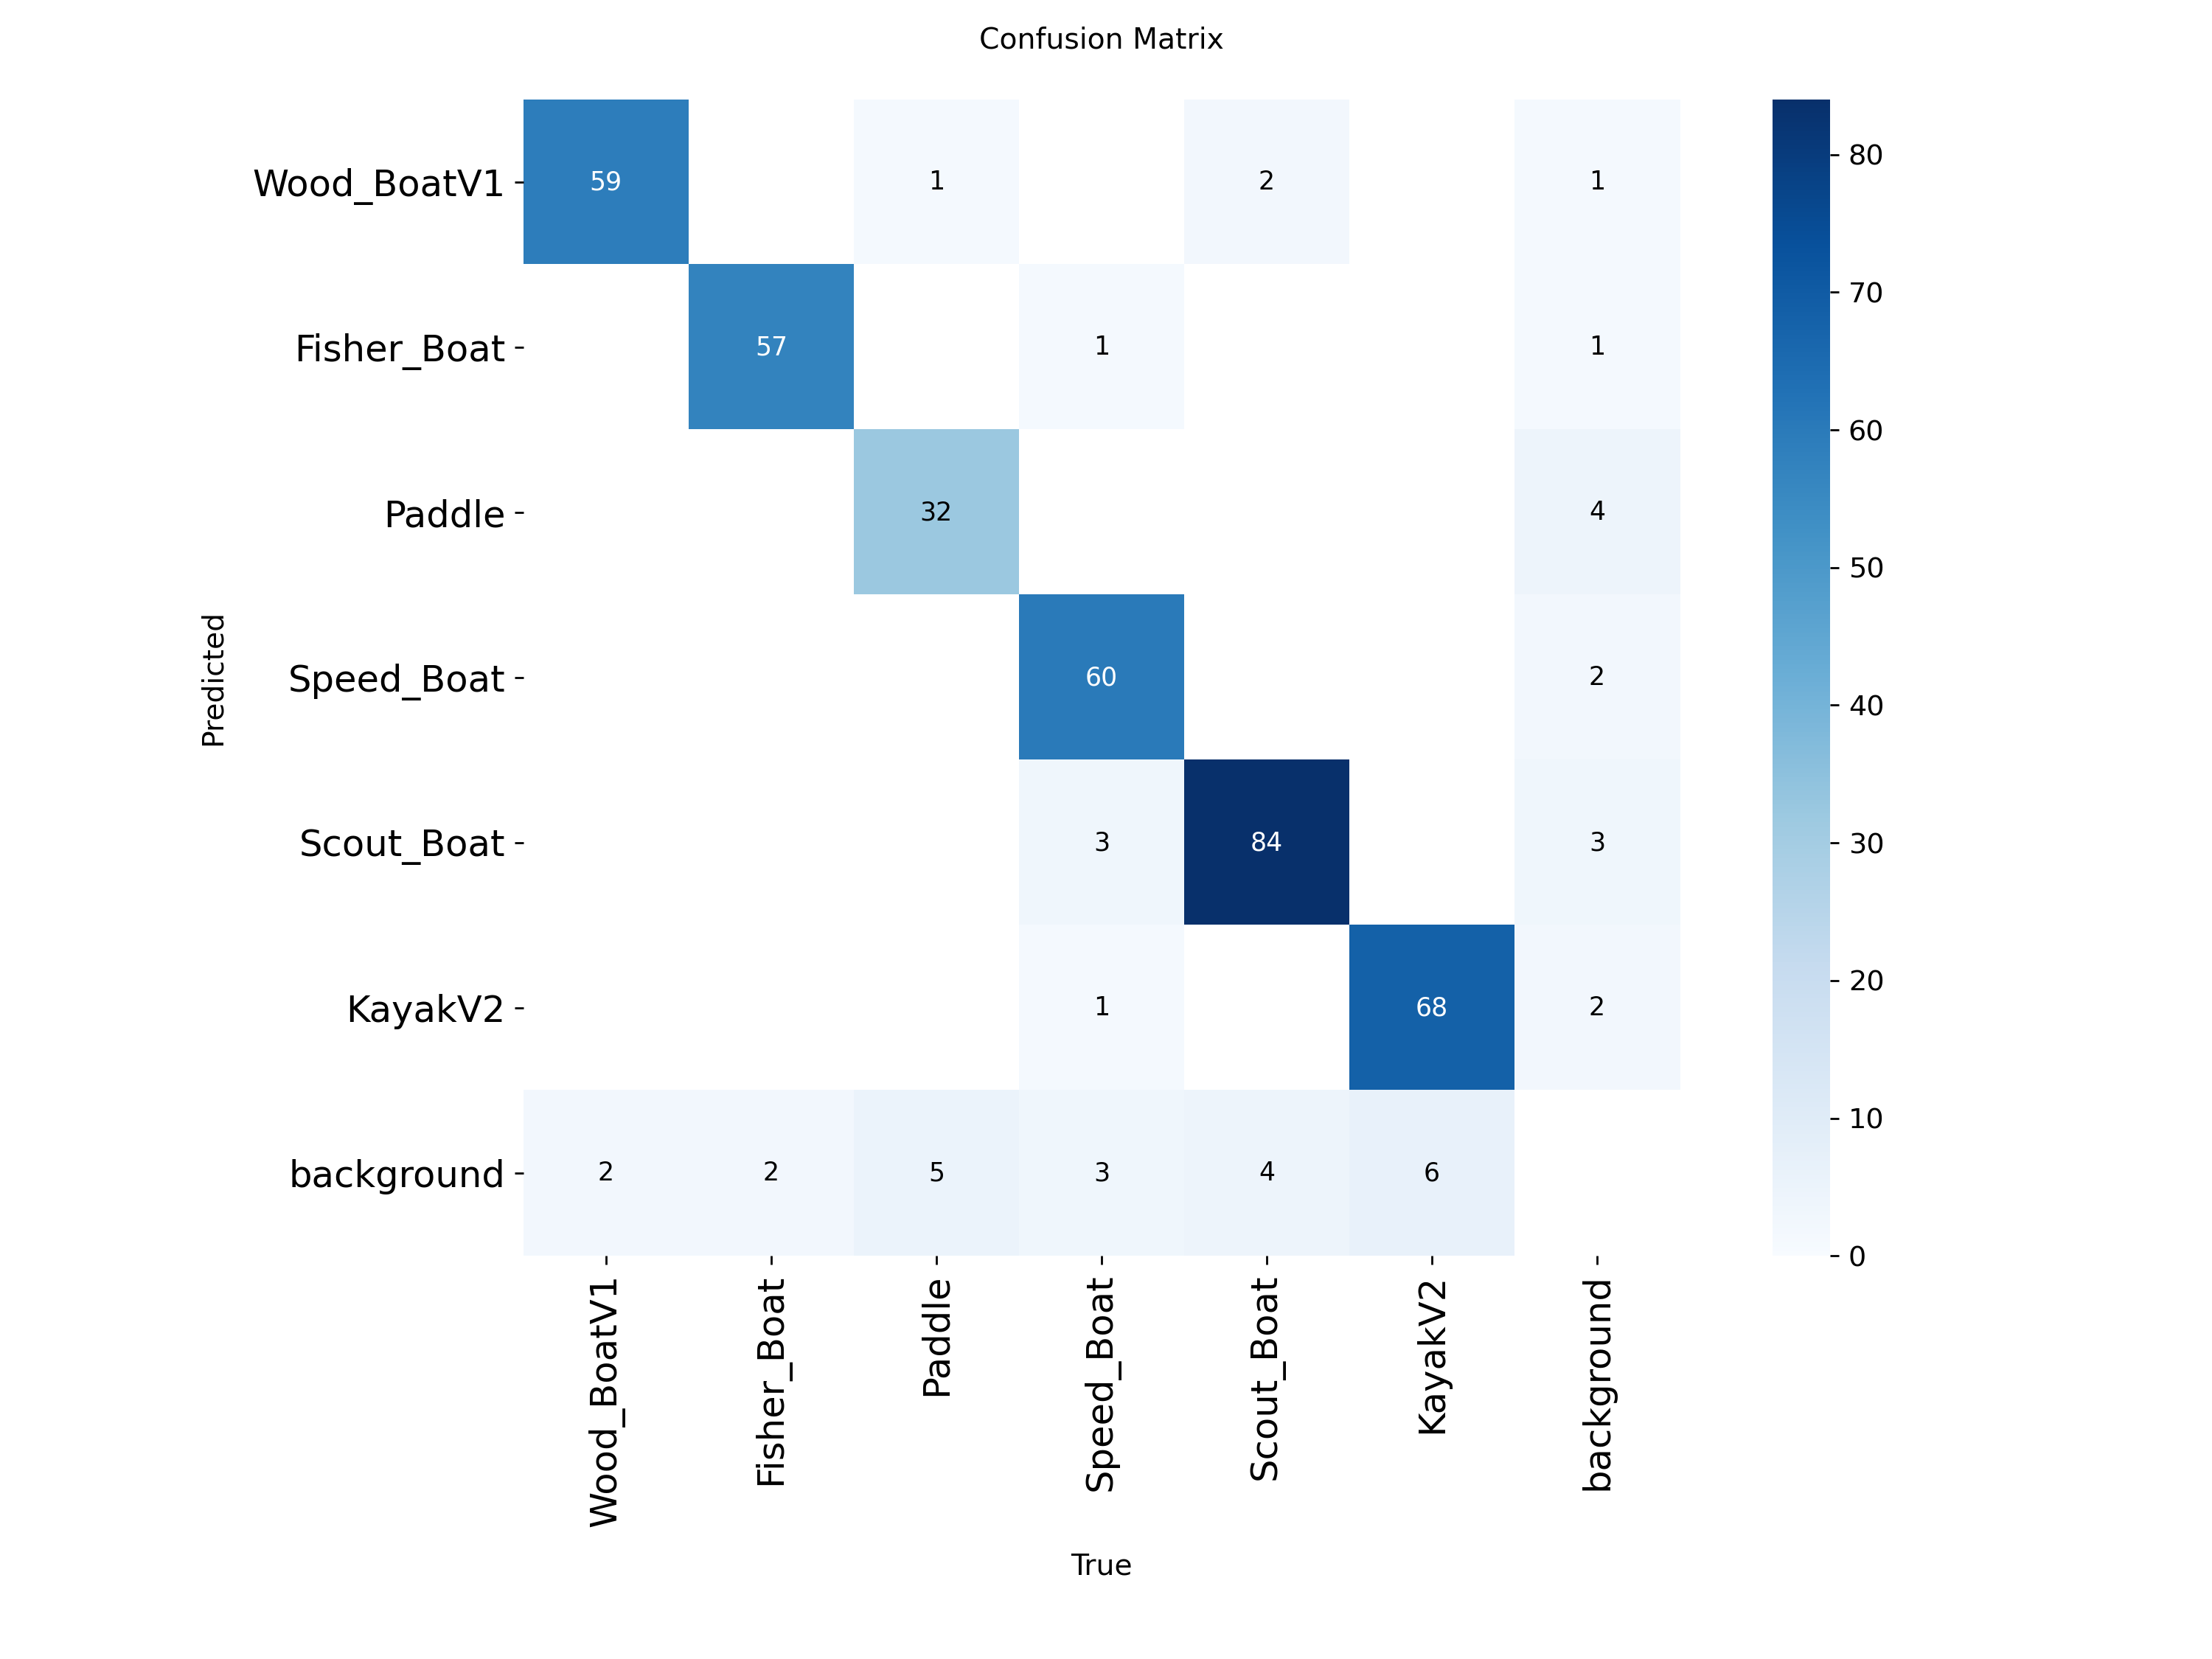 Confusion Matrix
Wood_BoatV1 59 1 2 1
Fisher_Boat 57 1 1
Paddle 32 4
Speed_Boat 60 2
Scout_Boat 3 84 3
KayakV2 1 68 2
background 2 2 5 3 4 6
Predicted
Wood_BoatV1
Fisher_Boat
Paddle
Speed_Boat
Scout_Boat
KayakV2
background
True
80
70
60
50
40
30
20
10
0